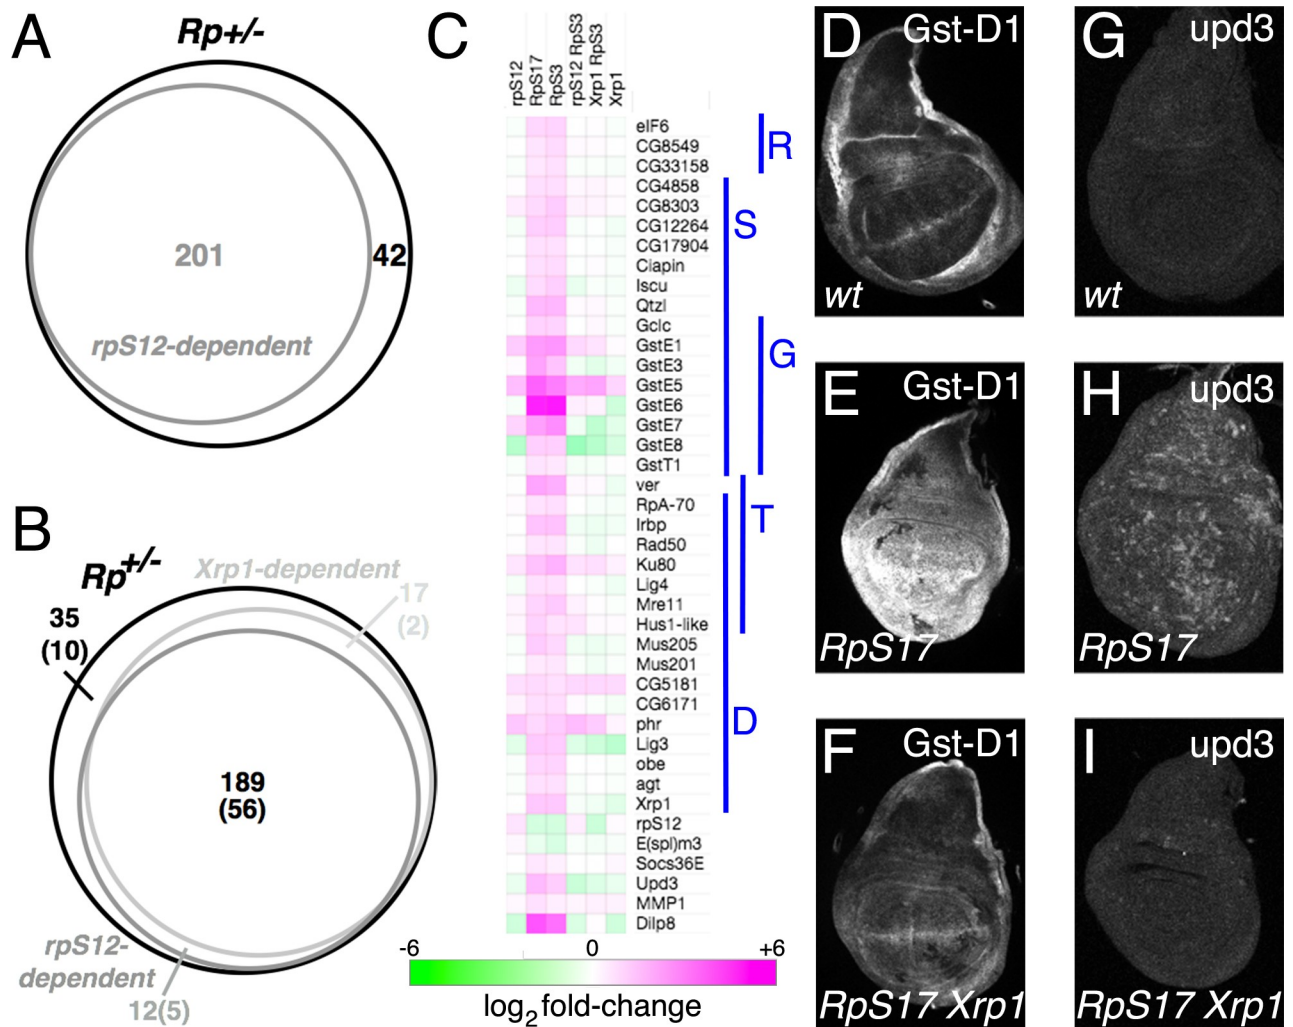 A
Rp+/-
201
42
rpS12-dependent
B
Rp+/-
Xrp1-dependent
17
(2)
35
(10)
189
(56)
rpS12-
dependent
12(5)
C
rpS12
RpS17
RpS3
rpS12 RpS3
Xrp1 RpS3
Xrp1
eIF6
CG8549
CG33158
CG4858
CG8303
CG12264
CG17904
Ciapin
Iscu
Qtzl
Gclc
GstE1
GstE3
GstE5
GstE6
GstE7
GstE8
GstT1
ver
RpA-70
Irbp
Rad50
Ku80
Lig4
Mre11
Hus1-like
Mus205
Mus201
CG5181
CG6171
phr
Lig3
obe
agt
Xrp1
rpS12
E(spl)m3
Socs36E
Upd3
MMP1
Dilp8
R
S
G
T
D
-6 0 +6
log2 fold-change
D Gst-D1
wt
E Gst-D1
RpS17
F Gst-D1
RpS17 Xrp1
G upd3
wt
H upd3
RpS17
I upd3
RpS17 Xrp1